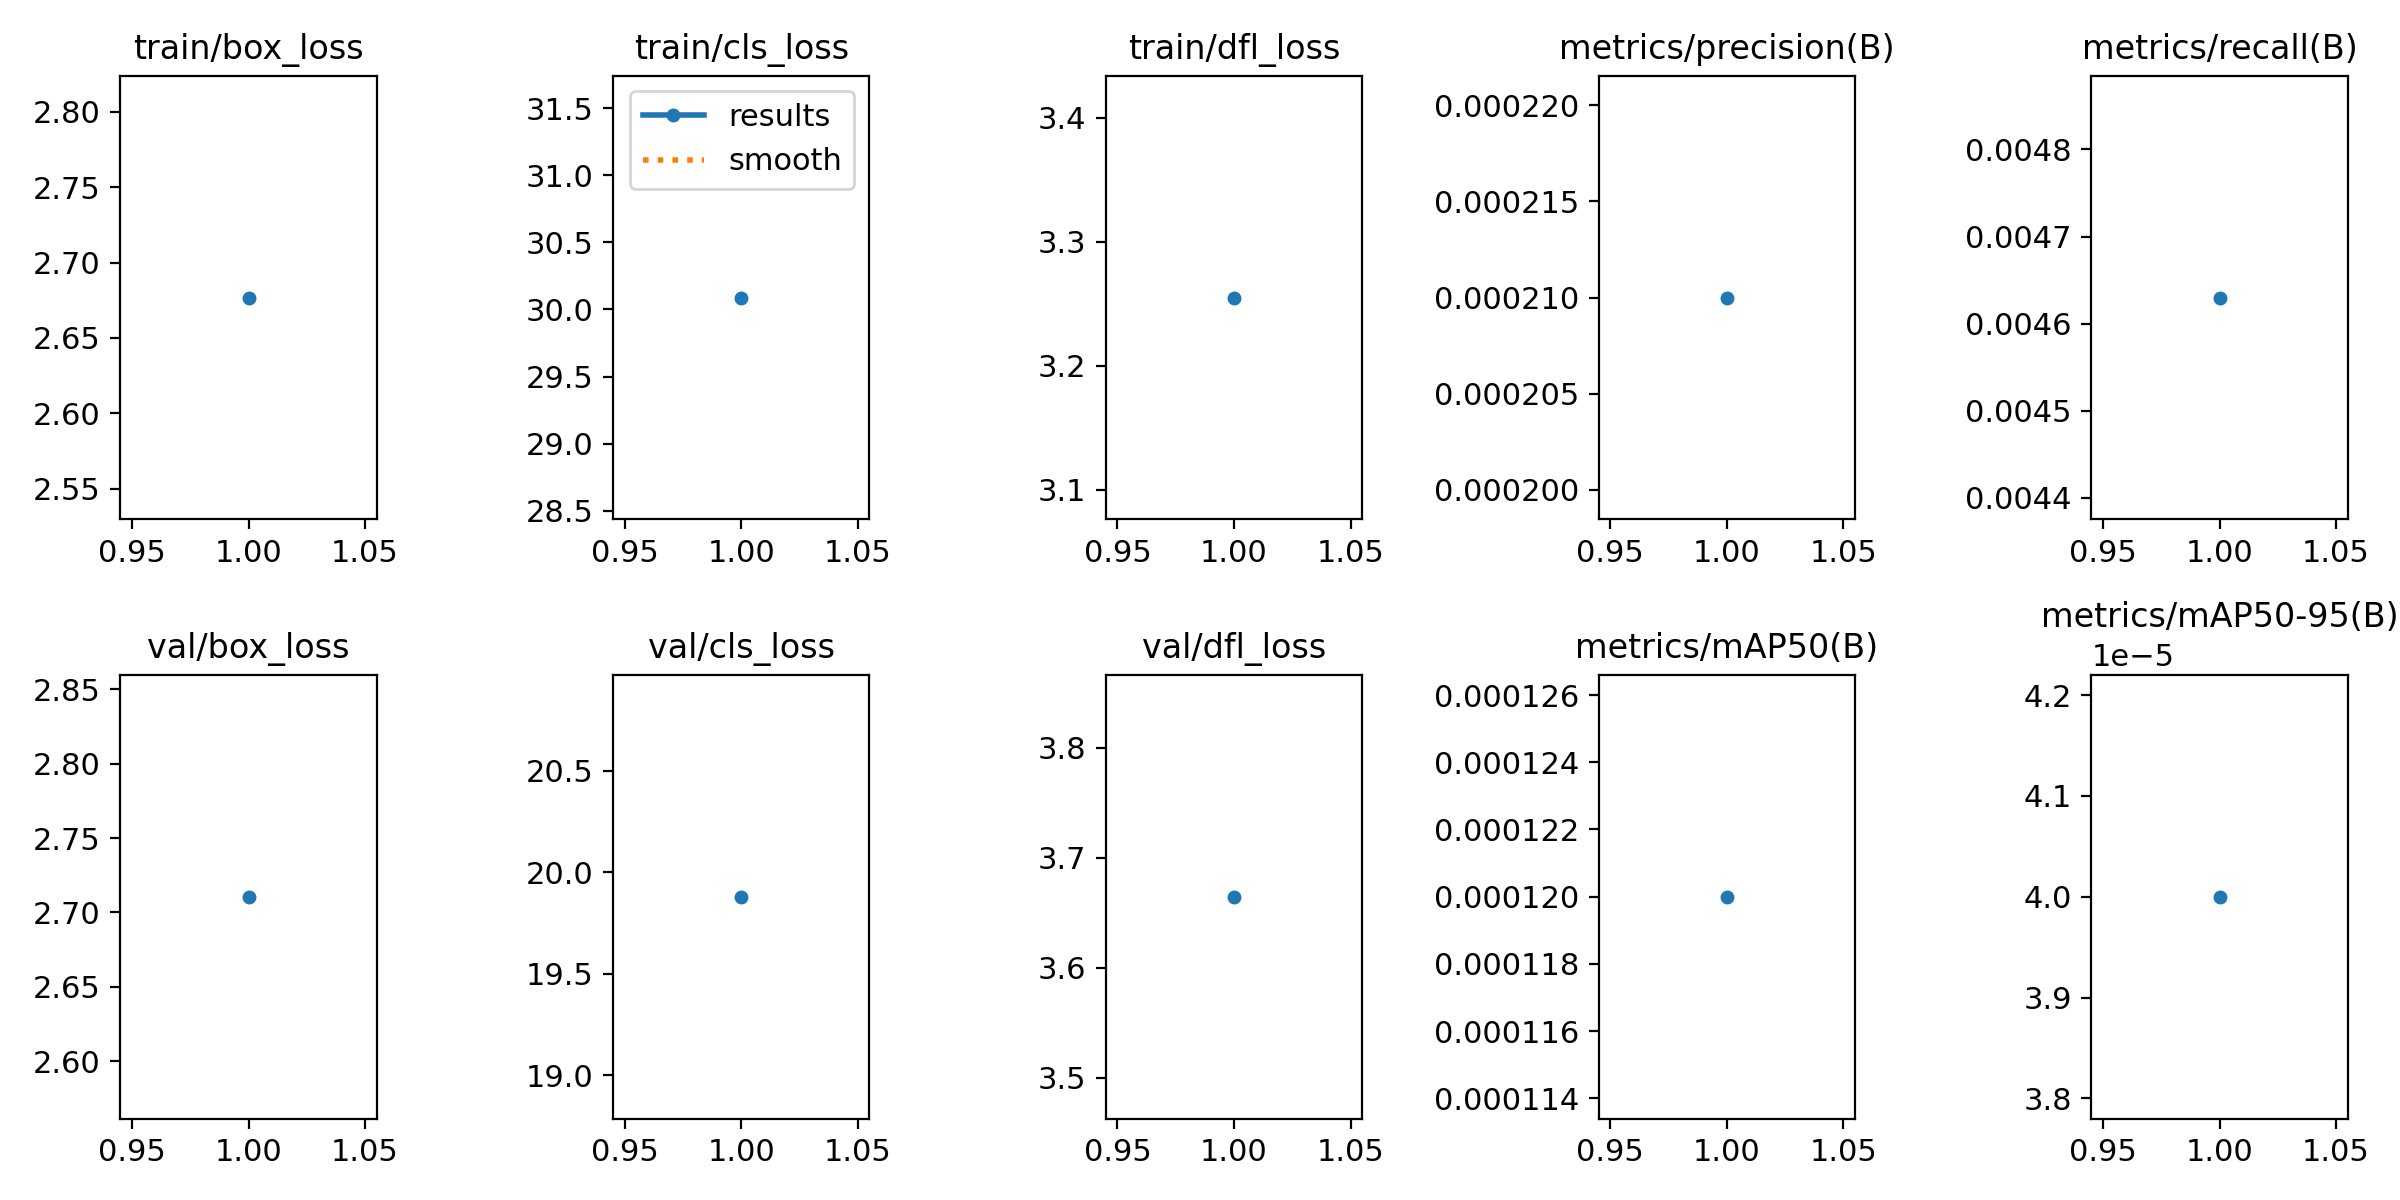 train/box_loss
2.80
2.75
2.70
2.65
2.60
2.55
0.95 1.00 1.05
train/cls_loss
results
smooth
31.5
31.0
30.5
30.0
29.5
29.0
28.5
0.95 1.00 1.05
train/dfl_loss
3.4
3.3
3.2
3.1
0.95 1.00 1.05
metrics/precision(B)
0.000220
0.000215
0.000210
0.000205
0.000200
0.95 1.00 1.05
metrics/recall(B)
0.0048
0.0047
0.0046
0.0045
0.0044
0.95 1.00 1.05
val/box_loss
2.85
2.80
2.75
2.70
2.65
2.60
0.95 1.00 1.05
val/cls_loss
20.5
20.0
19.5
19.0
0.95 1.00 1.05
val/dfl_loss
3.8
3.7
3.6
3.5
0.95 1.00 1.05
metrics/mAP50(B)
0.000126
0.000124
0.000122
0.000120
0.000118
0.000116
0.000114
0.95 1.00 1.05
metrics/mAP50-95(B)
1e−5
4.2
4.1
4.0
3.9
3.8
0.95 1.00 1.05